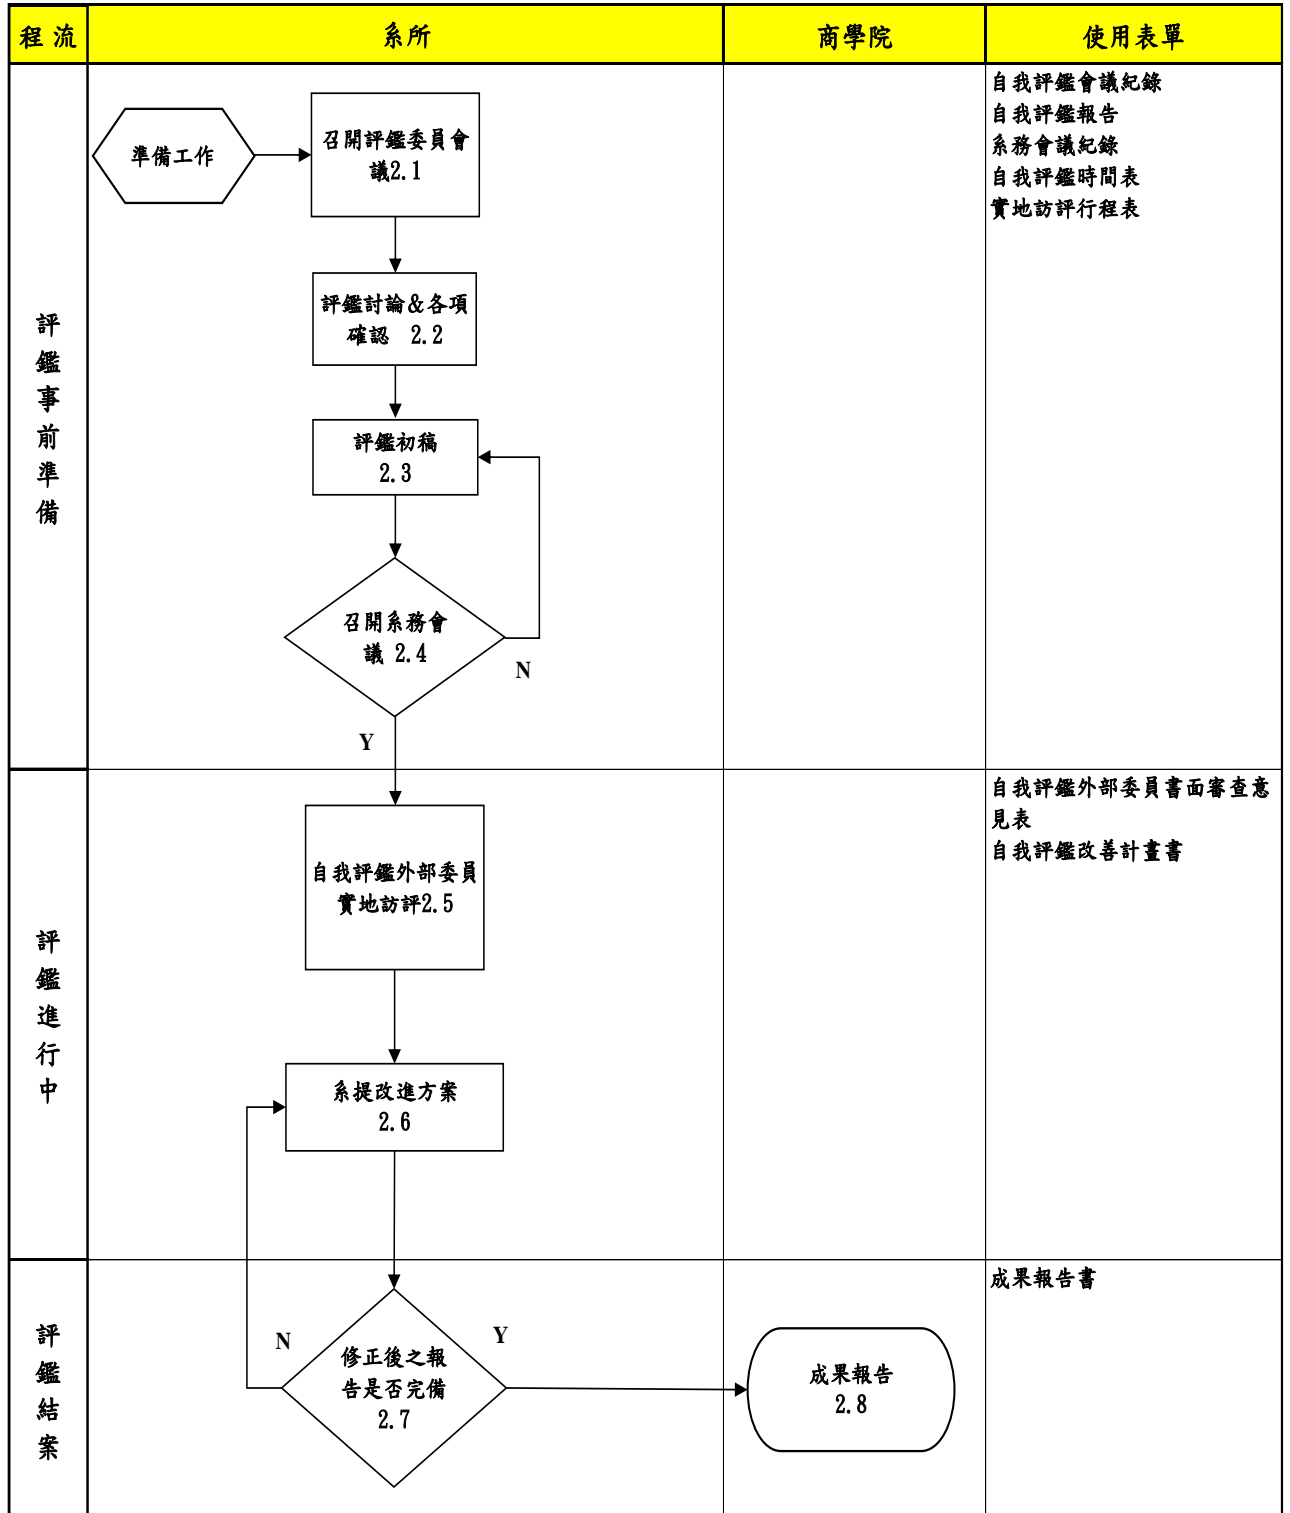 程流
系所
商學院
使用表單
評鑑事前準備
準備工作
召開評鑑委員會
議2.1
評鑑討論&各項
確認 2.2
評鑑初稿
2.3
召開系務會
議 2.4
N
Y
自我評鑑會議紀錄
自我評鑑報告
系務會議紀錄
自我評鑑時間表
實地訪評行程表
評鑑進行中
自我評鑑外部委員
實地訪評2.5
系提改進方案
2.6
自我評鑑外部委員書面審查意
見表
自我評鑑改善計畫書
評鑑結案
N
Y
修正後之報
告是否完備
2.7
成果報告
2.8
成果報告書